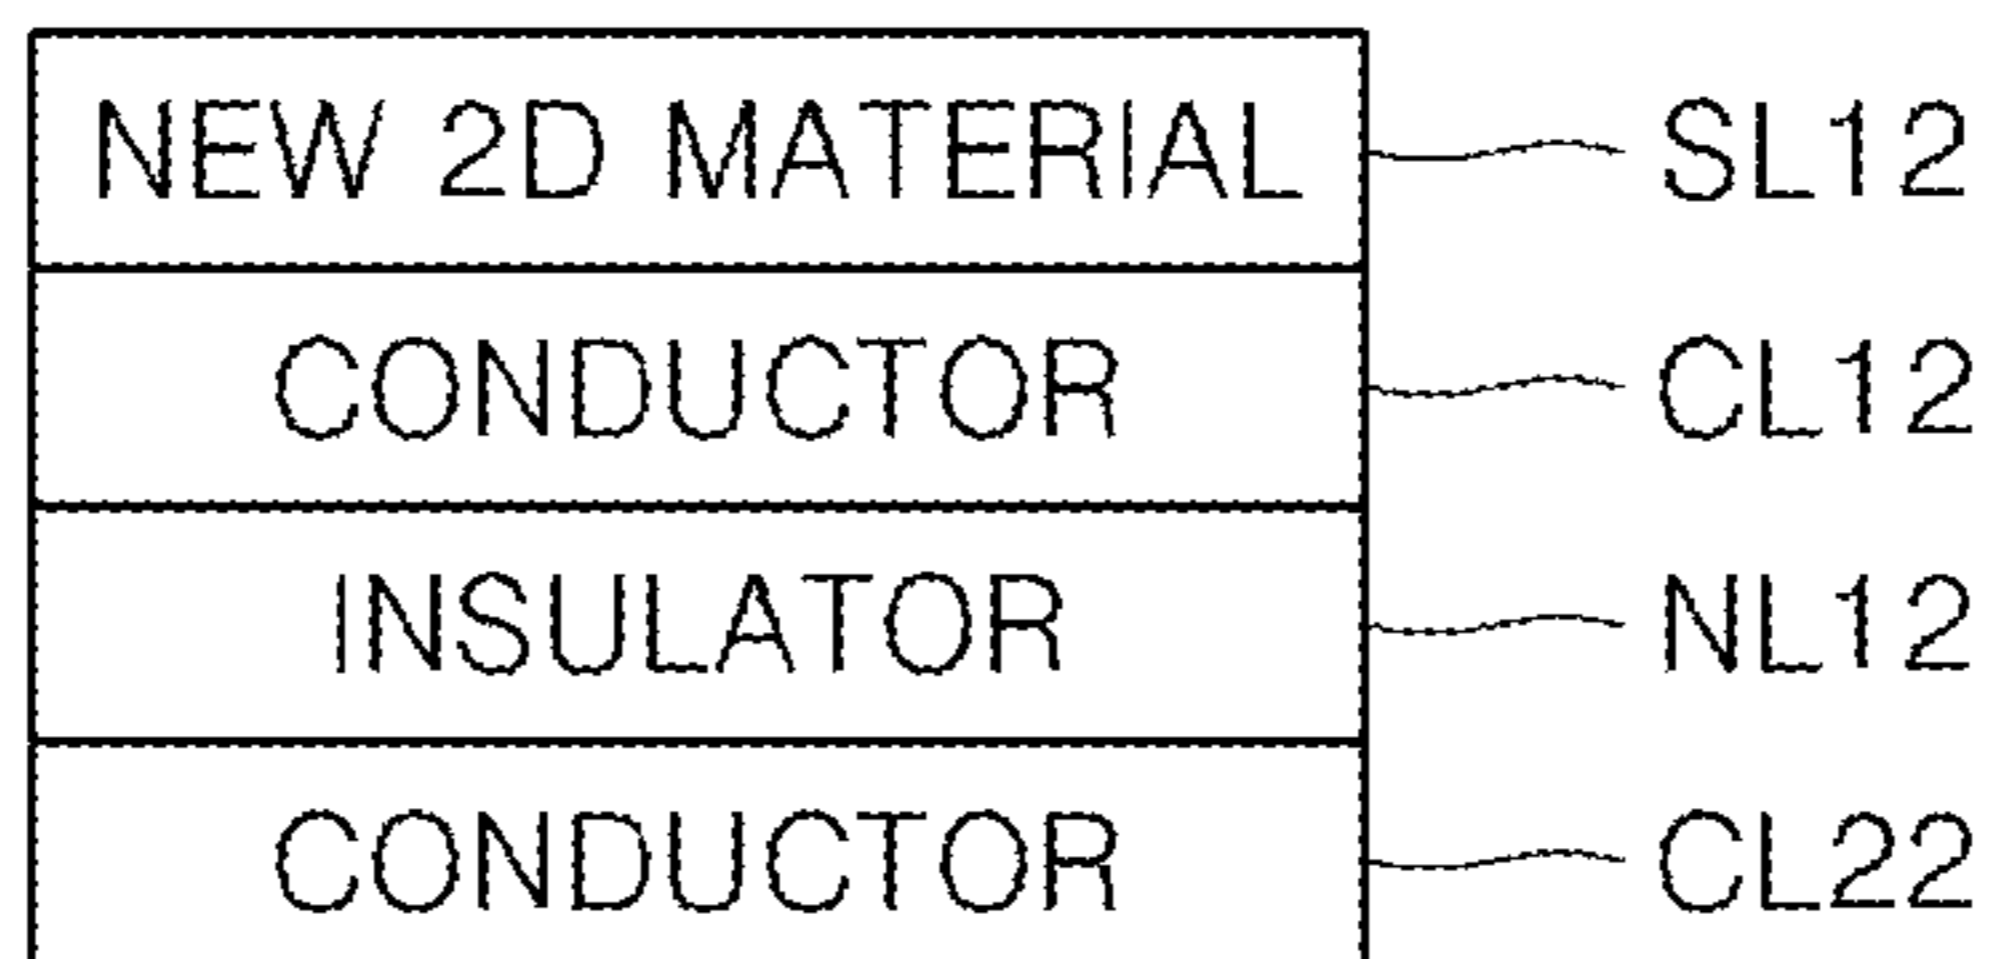 NEW 2D MATERIAL SL12
CONDUCTOR CL12
INSULATOR NL12
CONDUCTOR CL22